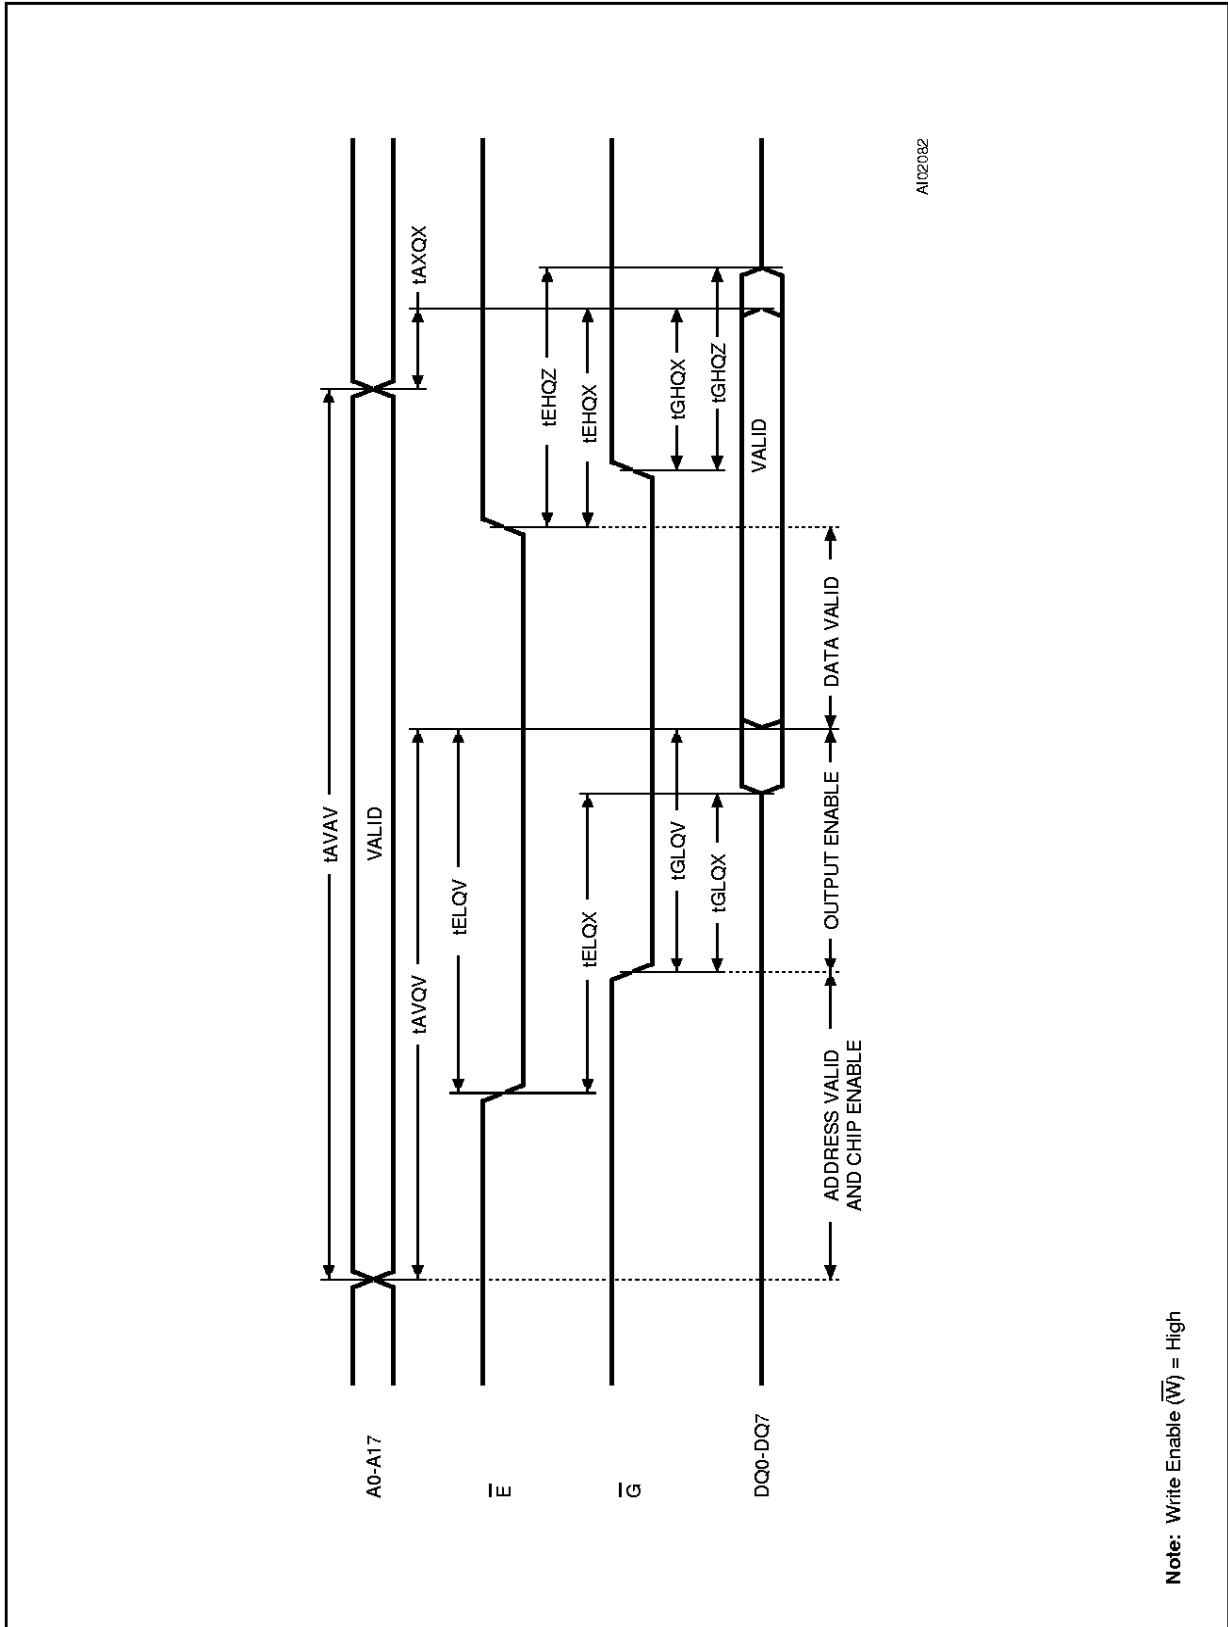 tAVAV
A0-A17
VALID
tAVQV
tAXQX
tELQV
E
tEHQZ
tELQX
tEHQX
G
tGLQV
tGHQX
tGLQX
tGHQZ
DQ0-DQ7
VALID
ADDRESS VALID
AND CHIP ENABLE
OUTPUT ENABLE
DATA VALID
AI02082
Note: Write Enable (W) = High